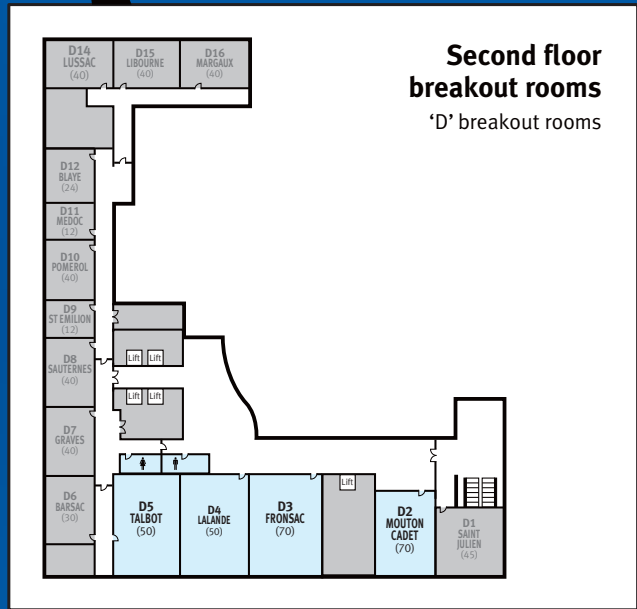 Second floor
breakout rooms
‘D’ breakout rooms
D14
LUSSAC
(40)
D15
LIBOURNE
(40)
D16
MARGAUX
(40)
D12
BLAYE
(24)
D11
MEDOC
(12)
D10
POMEROL
(40)
D9
ST EMILION
(12)
D8
SAUTERNES
(40)
Lift Lift
Lift Lift
D7
GRAVES
(40)
D6
BARSAC
(30)
D5
TALBOT
(50)
D4
LALANDE
(50)
D3
FRONSAC
(70)
Lift
D2
MOUTON
CADET
(70)
D1
SAINT
JULIEN
(45)